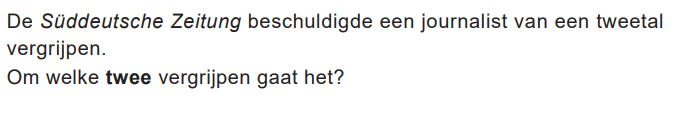 De Süddeutsche Zeitung beschuldigde een journalist van een tweetal
vergrijpen.
Om welke twee vergrijpen gaat het?